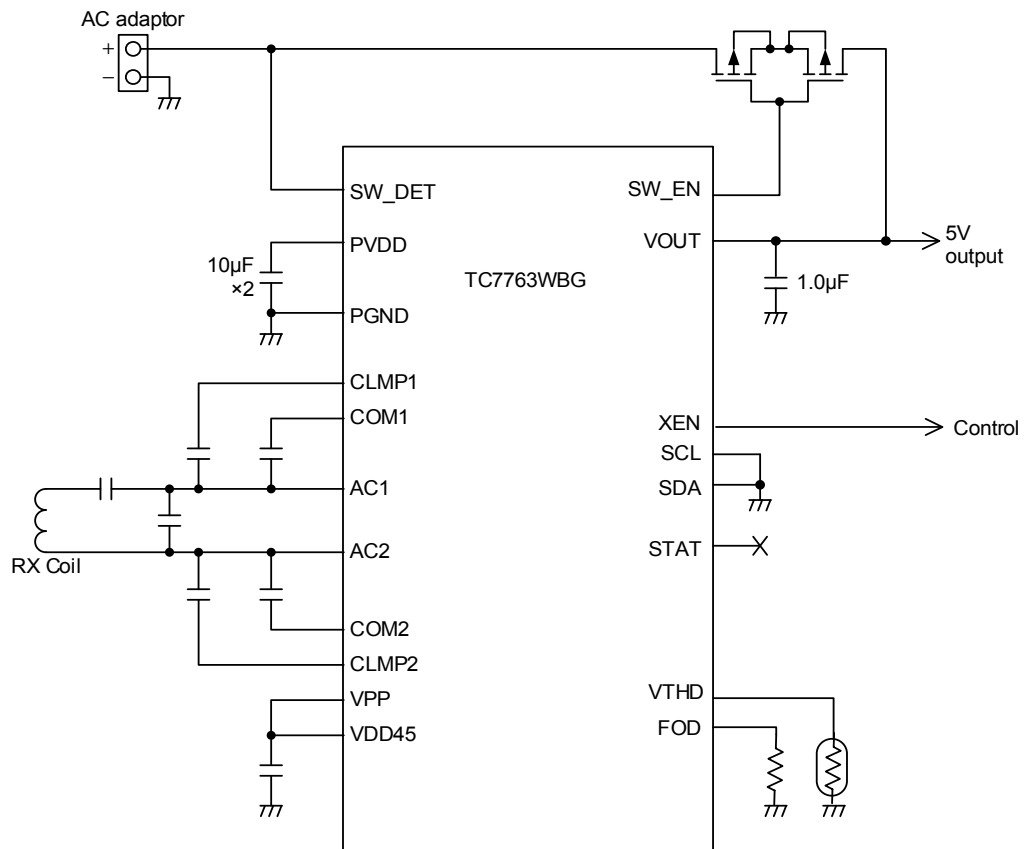 AC adaptor
+
−
SW_DET
SW_EN
PVDD
VOUT
5V
output
10µF
×2
TC7763WBG
1.0µF
PGND
CLMP1
COM1
XEN
Control
SCL
AC1
SDA
AC2
STAT
RX Coil
COM2
CLMP2
VPP
VTHD
VDD45
FOD